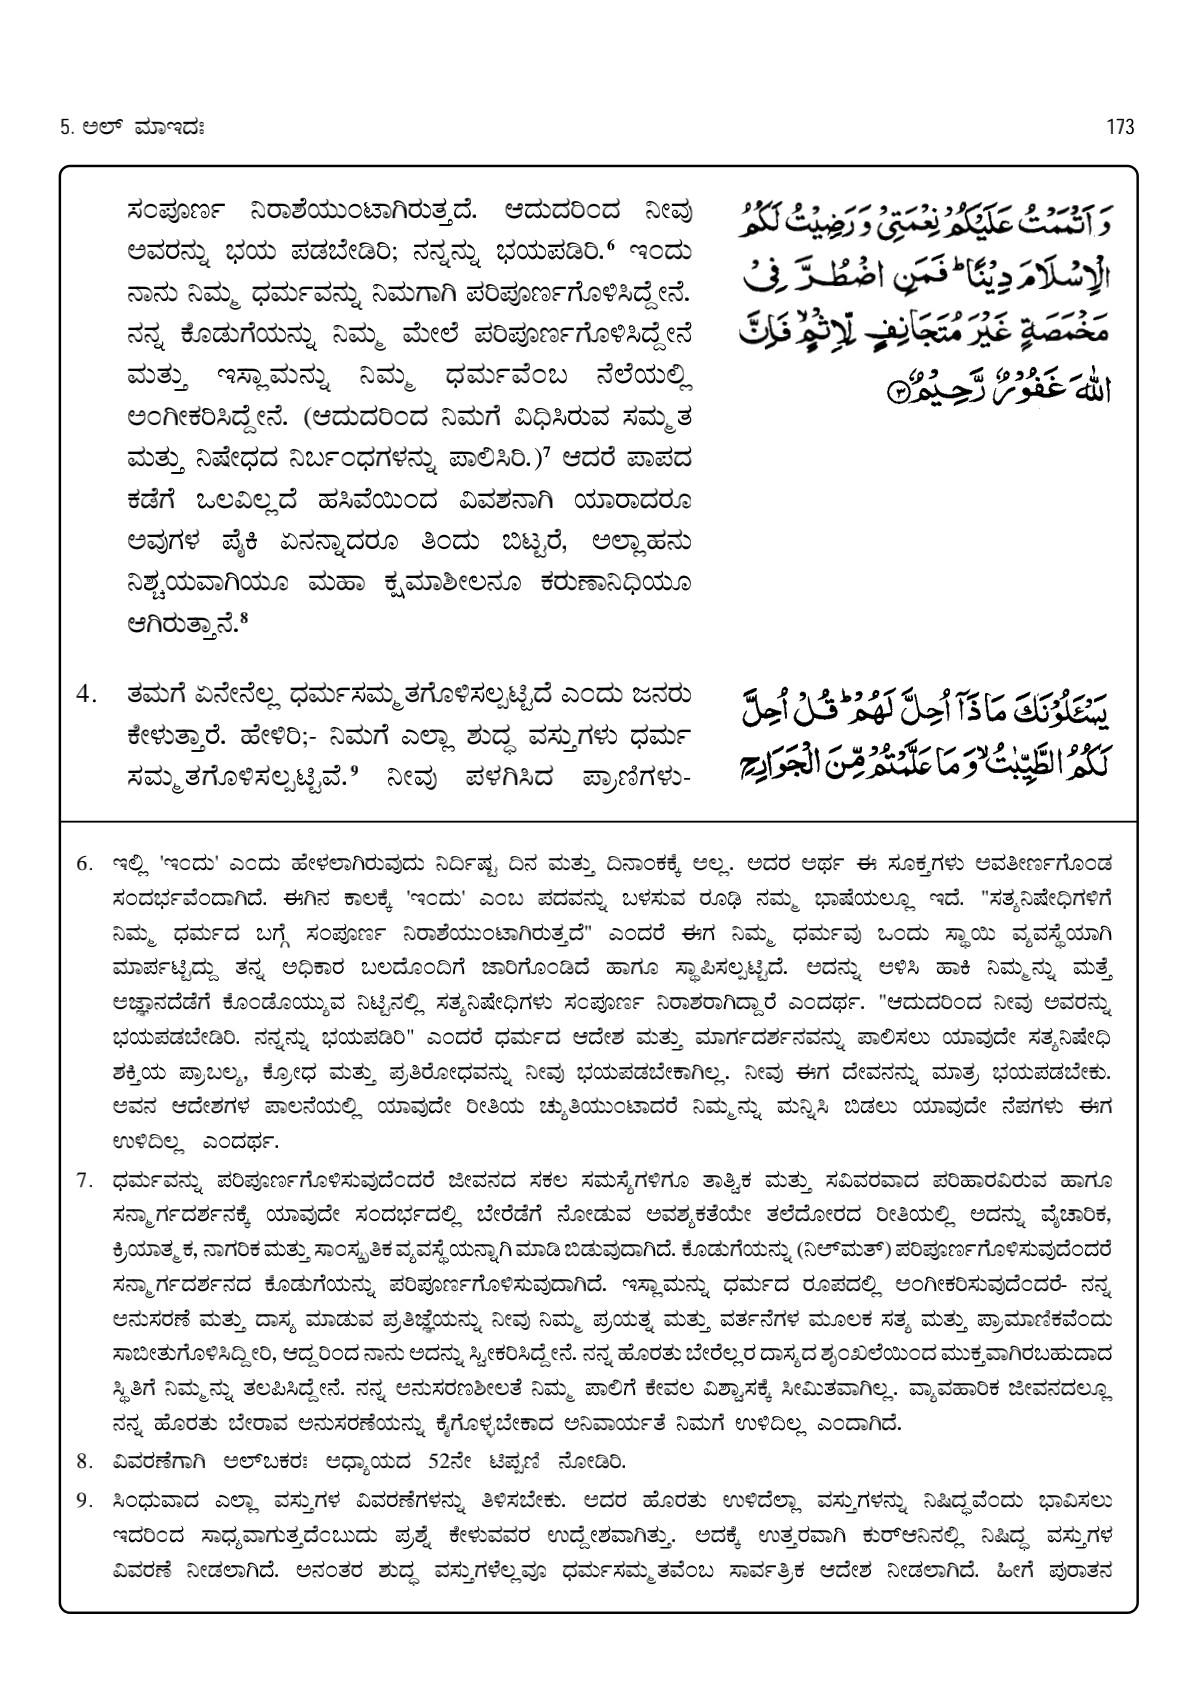 5. ಅಲ್ ಮಾಇದಃ 173
ಸಂಪೂರ್ಣ ನಿರಾಶೆಯುಂಟಾಗಿರುತ್ತದೆ. ಆದುದರಿಂದ ನೀವು
ಅವರನ್ನು ಭಯ ಪಡಬೇಡಿರಿ; ನನ್ನನ್ನು ಭಯಪಡಿರಿ.⁶ ಇಂದು
ನಾನು ನಿಮ್ಮ ಧರ್ಮವನ್ನು ನಿಮಗಾಗಿ ಪರಿಪೂರ್ಣಗೊಳಿಸಿದ್ದೇನೆ.
ನನ್ನ ಕೊಡುಗೆಯನ್ನು ನಿಮ್ಮ ಮೇಲೆ ಪರಿಪೂರ್ಣಗೊಳಿಸಿದ್ದೇನೆ
ಮತ್ತು ಇಸ್ಲಾಮನ್ನು ನಿಮ್ಮ ಧರ್ಮವೆಂಬ ನೆಲೆಯಲ್ಲಿ
ಅಂಗೀಕರಿಸಿದ್ದೇನೆ. (ಆದುದರಿಂದ ನಿಮಗೆ ವಿಧಿಸಿರುವ ಸಮ್ಮತ
ಮತ್ತು ನಿಷೇಧದ ನಿರ್ಬಂಧಗಳನ್ನು ಪಾಲಿಸಿರಿ.)⁷ ಆದರೆ ಪಾಪದ
ಕಡೆಗೆ ಒಲವಿಲ್ಲದೆ ಹಸಿವೆಯಿಂದ ವಿವಶನಾಗಿ ಯಾರಾದರೂ
ಅವುಗಳ ಪೈಕಿ ಏನನ್ನಾದರೂ ತಿಂದು ಬಿಟ್ಟರೆ, ಅಲ್ಲಾಹನು
ನಿಶ್ಚಯವಾಗಿಯೂ ಮಹಾ ಕ್ಷಮಾಶೀಲನೂ ಕರುಣಾನಿಧಿಯೂ
ಆಗಿರುತ್ತಾನೆ.⁸
وَاَتْمَمْتُ عَلَيْكُمْ نِعْمَتِيْ وَرَضِيْتُ لَكُمُ
الْاِسْلَامَ دِيْنًا ؕ فَمَنِ اضْطُرَّ فِيْ
مَخْمَصَةٍ غَيْرَ مُتَجَانِفٍ لِّاِثْمٍ ۙ فَاِنَّ
اللّٰهَ غَفُوْرٌ رَّحِيْمٌ ۝۳
4. ತಮಗೆ ಏನೇನೆಲ್ಲ ಧರ್ಮಸಮ್ಮತಗೊಳಿಸಲ್ಪಟ್ಟಿದೆ ಎಂದು ಜನರು
ಕೇಳುತ್ತಾರೆ. ಹೇಳಿರಿ;- ನಿಮಗೆ ಎಲ್ಲಾ ಶುದ್ಧ ವಸ್ತುಗಳು ಧರ್ಮ
ಸಮ್ಮತಗೊಳಿಸಲ್ಪಟ್ಟಿವೆ.⁹ ನೀವು ಪಳಗಿಸಿದ ಪ್ರಾಣಿಗಳು-
يَسْـَٔلُوْنَكَ مَاذَآ اُحِلَّ لَهُمْ ؕ قُلْ اُحِلَّ
لَكُمُ الطَّيِّبٰتُ ۙ وَمَا عَلَّمْتُمْ مِّنَ الْجَوَارِحِ
6. ಇಲ್ಲಿ 'ಇಂದು' ಎಂದು ಹೇಳಲಾಗಿರುವುದು ನಿರ್ದಿಷ್ಟ ದಿನ ಮತ್ತು ದಿನಾಂಕಕ್ಕೆ ಅಲ್ಲ. ಅದರ ಅರ್ಥ ಈ ಸೂಕ್ತಗಳು ಅವತೀರ್ಣಗೊಂಡ
ಸಂದರ್ಭವೆಂದಾಗಿದೆ. ಈಗಿನ ಕಾಲಕ್ಕೆ 'ಇಂದು' ಎಂಬ ಪದವನ್ನು ಬಳಸುವ ರೂಢಿ ನಮ್ಮ ಭಾಷೆಯಲ್ಲೂ ಇದೆ. "ಸತ್ಯನಿಷೇಧಿಗಳಿಗೆ
ನಿಮ್ಮ ಧರ್ಮದ ಬಗ್ಗೆ ಸಂಪೂರ್ಣ ನಿರಾಶೆಯುಂಟಾಗಿರುತ್ತದೆ" ಎಂದರೆ ಈಗ ನಿಮ್ಮ ಧರ್ಮವು ಒಂದು ಸ್ಥಾಯಿ ವ್ಯವಸ್ಥೆಯಾಗಿ
ಮಾರ್ಪಟ್ಟಿದ್ದು ತನ್ನ ಅಧಿಕಾರ ಬಲದೊಂದಿಗೆ ಜಾರಿಗೊಂಡಿದೆ ಹಾಗೂ ಸ್ಥಾಪಿಸಲ್ಪಟ್ಟಿದೆ. ಅದನ್ನು ಅಳಿಸಿ ಹಾಕಿ ನಿಮ್ಮನ್ನು ಮತ್ತೆ
ಅಜ್ಞಾನದೆಡೆಗೆ ಕೊಂಡೊಯ್ಯುವ ನಿಟ್ಟಿನಲ್ಲಿ ಸತ್ಯನಿಷೇಧಿಗಳು ಸಂಪೂರ್ಣ ನಿರಾಶರಾಗಿದ್ದಾರೆ ಎಂದರ್ಥ. "ಆದುದರಿಂದ ನೀವು ಅವರನ್ನು
ಭಯಪಡಬೇಡಿರಿ. ನನ್ನನ್ನು ಭಯಪಡಿರಿ" ಎಂದರೆ ಧರ್ಮದ ಆದೇಶ ಮತ್ತು ಮಾರ್ಗದರ್ಶನವನ್ನು ಪಾಲಿಸಲು ಯಾವುದೇ ಸತ್ಯನಿಷೇಧಿ
ಶಕ್ತಿಯ ಪ್ರಾಬಲ್ಯ, ಕ್ರೋಧ ಮತ್ತು ಪ್ರತಿರೋಧವನ್ನು ನೀವು ಭಯಪಡಬೇಕಾಗಿಲ್ಲ. ನೀವು ಈಗ ದೇವನನ್ನು ಮಾತ್ರ ಭಯಪಡಬೇಕು.
ಅವನ ಆದೇಶಗಳ ಪಾಲನೆಯಲ್ಲಿ ಯಾವುದೇ ರೀತಿಯ ಚ್ಯುತಿಯುಂಟಾದರೆ ನಿಮ್ಮನ್ನು ಮನ್ನಿಸಿ ಬಿಡಲು ಯಾವುದೇ ನೆಪಗಳು ಈಗ
ಉಳಿದಿಲ್ಲ ಎಂದರ್ಥ.
7. ಧರ್ಮವನ್ನು ಪರಿಪೂರ್ಣಗೊಳಿಸುವುದೆಂದರೆ ಜೀವನದ ಸಕಲ ಸಮಸ್ಯೆಗಳಿಗೂ ತಾತ್ವಿಕ ಮತ್ತು ಸವಿವರವಾದ ಪರಿಹಾರವಿರುವ ಹಾಗೂ
ಸನ್ಮಾರ್ಗದರ್ಶನಕ್ಕೆ ಯಾವುದೇ ಸಂದರ್ಭದಲ್ಲಿ ಬೇರೆಡೆಗೆ ನೋಡುವ ಅವಶ್ಯಕತೆಯೇ ತಲೆದೋರದ ರೀತಿಯಲ್ಲಿ ಅದನ್ನು ವೈಚಾರಿಕ,
ಕ್ರಿಯಾತ್ಮಕ, ನಾಗರಿಕ ಮತ್ತು ಸಾಂಸ್ಕೃತಿಕ ವ್ಯವಸ್ಥೆಯನ್ನಾಗಿ ಮಾಡಿ ಬಿಡುವುದಾಗಿದೆ. ಕೊಡುಗೆಯನ್ನು (ನಿಅ್ಮತ್) ಪರಿಪೂರ್ಣಗೊಳಿಸುವುದೆಂದರೆ
ಸನ್ಮಾರ್ಗದರ್ಶನದ ಕೊಡುಗೆಯನ್ನು ಪರಿಪೂರ್ಣಗೊಳಿಸುವುದಾಗಿದೆ. ಇಸ್ಲಾಮನ್ನು ಧರ್ಮದ ರೂಪದಲ್ಲಿ ಅಂಗೀಕರಿಸುವುದೆಂದರೆ- ನನ್ನ
ಅನುಸರಣೆ ಮತ್ತು ದಾಸ್ಯ ಮಾಡುವ ಪ್ರತಿಜ್ಞೆಯನ್ನು ನೀವು ನಿಮ್ಮ ಪ್ರಯತ್ನ ಮತ್ತು ವರ್ತನೆಗಳ ಮೂಲಕ ಸತ್ಯ ಮತ್ತು ಪ್ರಾಮಾಣಿಕವೆಂದು
ಸಾಬೀತುಗೊಳಿಸಿದ್ದೀರಿ, ಆದ್ದರಿಂದ ನಾನು ಅದನ್ನು ಸ್ವೀಕರಿಸಿದ್ದೇನೆ. ನನ್ನ ಹೊರತು ಬೇರೆಲ್ಲರ ದಾಸ್ಯದ ಶೃಂಖಲೆಯಿಂದ ಮುಕ್ತವಾಗಿರಬಹುದಾದ
ಸ್ಥಿತಿಗೆ ನಿಮ್ಮನ್ನು ತಲಪಿಸಿದ್ದೇನೆ. ನನ್ನ ಅನುಸರಣಶೀಲತೆ ನಿಮ್ಮ ಪಾಲಿಗೆ ಕೇವಲ ವಿಶ್ವಾಸಕ್ಕೆ ಸೀಮಿತವಾಗಿಲ್ಲ. ವ್ಯಾವಹಾರಿಕ ಜೀವನದಲ್ಲೂ
ನನ್ನ ಹೊರತು ಬೇರಾವ ಅನುಸರಣೆಯನ್ನು ಕೈಗೊಳ್ಳಬೇಕಾದ ಅನಿವಾರ್ಯತೆ ನಿಮಗೆ ಉಳಿದಿಲ್ಲ ಎಂದಾಗಿದೆ.
8. ವಿವರಣೆಗಾಗಿ ಅಲ್‌ಬಕರಃ ಅಧ್ಯಾಯದ 52ನೇ ಟಿಪ್ಪಣಿ ನೋಡಿರಿ.
9. ಸಿಂಧುವಾದ ಎಲ್ಲಾ ವಸ್ತುಗಳ ವಿವರಣೆಗಳನ್ನು ತಿಳಿಸಬೇಕು. ಅದರ ಹೊರತು ಉಳಿದೆಲ್ಲಾ ವಸ್ತುಗಳನ್ನು ನಿಷಿದ್ಧವೆಂದು ಭಾವಿಸಲು
ಇದರಿಂದ ಸಾಧ್ಯವಾಗುತ್ತದೆಂಬುದು ಪ್ರಶ್ನೆ ಕೇಳುವವರ ಉದ್ದೇಶವಾಗಿತ್ತು. ಅದಕ್ಕೆ ಉತ್ತರವಾಗಿ ಕುರ್‌ಆನಿನಲ್ಲಿ ನಿಷಿದ್ಧ ವಸ್ತುಗಳ
ವಿವರಣೆ ನೀಡಲಾಗಿದೆ. ಅನಂತರ ಶುದ್ಧ ವಸ್ತುಗಳೆಲ್ಲವೂ ಧರ್ಮಸಮ್ಮತವೆಂಬ ಸಾರ್ವತ್ರಿಕ ಆದೇಶ ನೀಡಲಾಗಿದೆ. ಹೀಗೆ ಪುರಾತನ